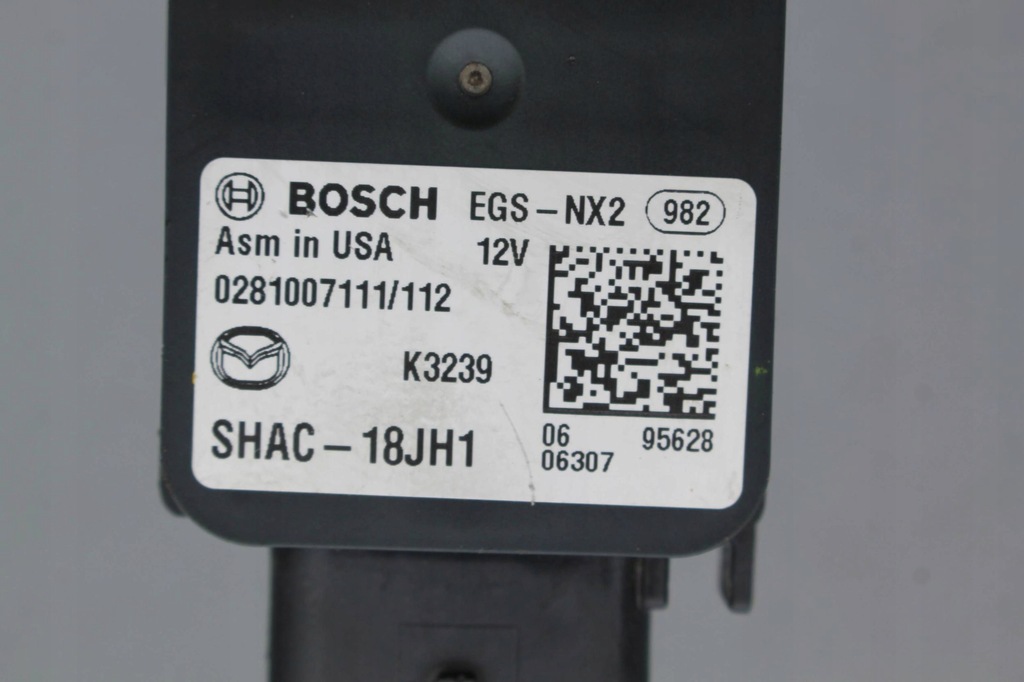 BOSCH EGS-NX2 982
Asm in USA 12V
0281007111/112
K3239
SHAC-18JH1
06 95628
06307